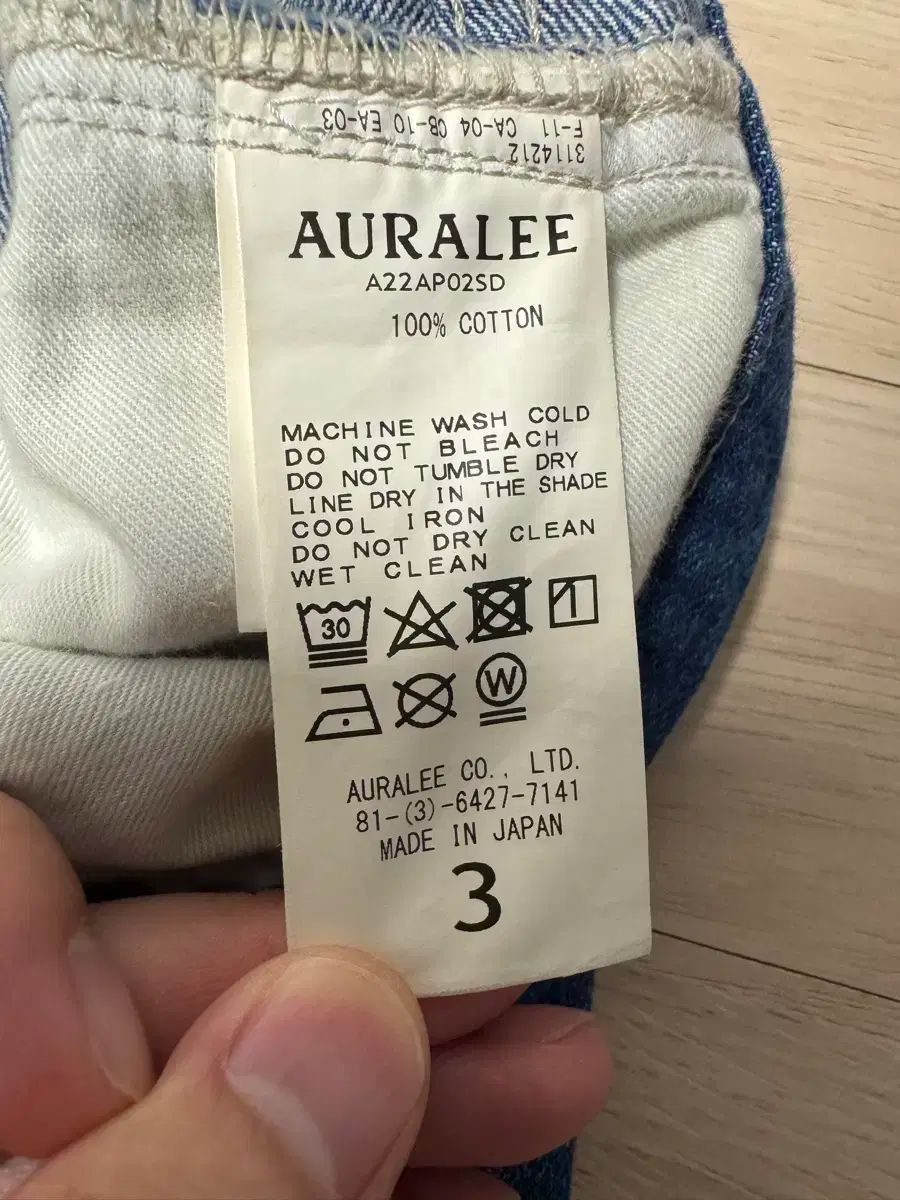 3114212
F-11 CA-04 08-10 EA-03
AURALEE
A22AP02SD
100% COTTON
MACHINE WASH COLD
DO NOT BLEACH
DO NOT TUMBLE DRY
LINE DRY IN THE SHADE
COOL IRON
DO NOT DRY CLEAN
WET CLEAN
30
W
AURALEE CO., LTD.
81-(3)-6427-7141
MADE IN JAPAN
3